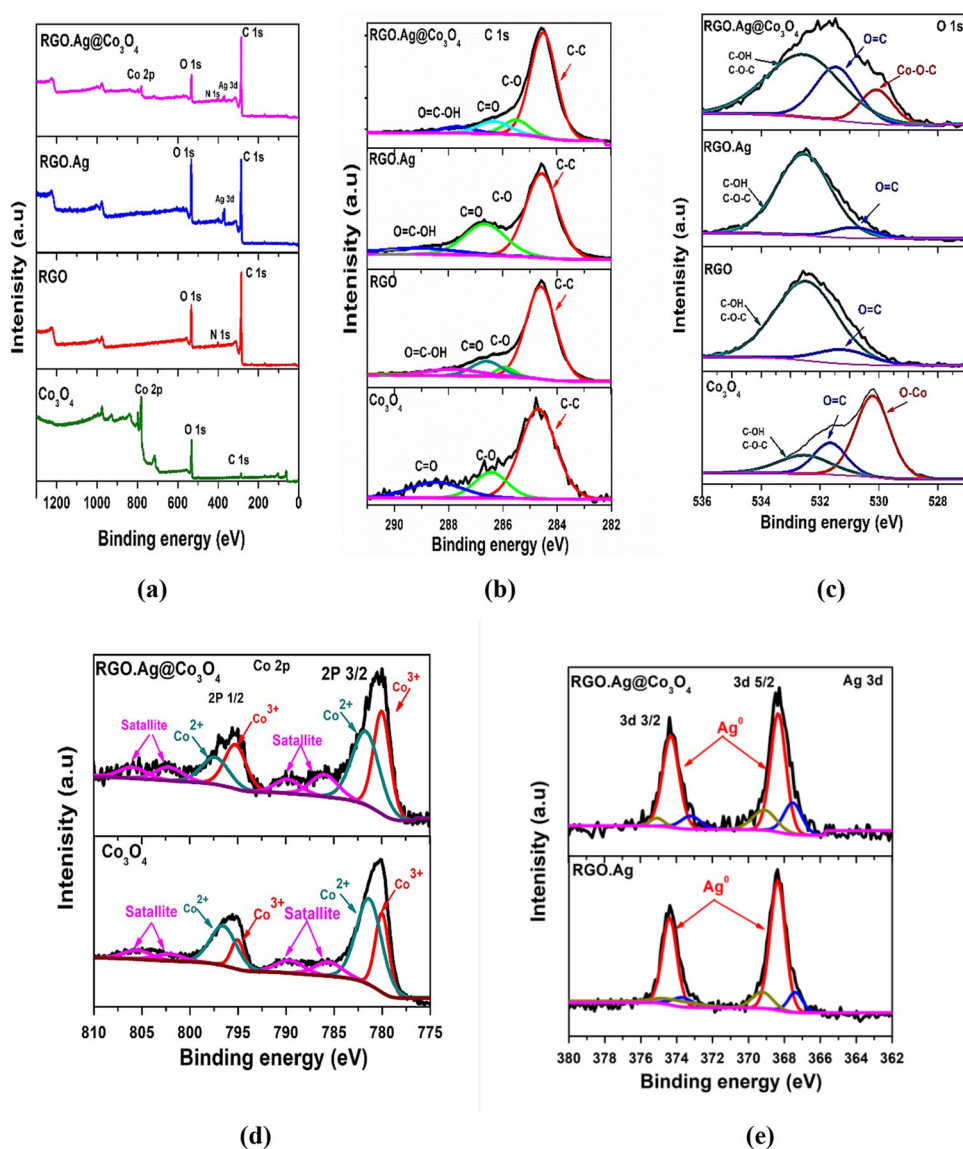 RGO.Ag@Co3O4
C 1s
O 1s
Co 2p
Ag 3d
N 1s
RGO.Ag
O 1s
C 1s
Ag 3d
RGO
C 1s
O 1s
N 1s
Co3O4
Co 2p
O 1s
C 1s
Intenisity (a.u)
1200 1000 800 600 400 200 0
Binding energy (eV)
(a)
RGO.Ag@Co3O4
C 1s
C-C
C-O
C=O
O=C-OH
RGO.Ag
C-C
C-O
C=O
O=C-OH
RGO
C-C
C-O
C=O
O=C-OH
Co3O4
C-C
C-O
C=O
Intenisity (a.u)
290 288 286 284 282
Binding energy (eV)
(b)
RGO.Ag@Co3O4
O 1s
C-OH
C-O-C
O=C
Co-O-C
RGO.Ag
C-OH
C-O-C
O=C
RGO
C-OH
C-O-C
O=C
Co3O4
O-Co
O=C
C-OH
C-O-C
Intenisity (a.u)
536 534 532 530 528
Binding energy (eV)
(c)
RGO.Ag@Co3O4
Co 2p
2P 3/2
2P 1/2
Co3+
Co2+
Co3+
Co2+
Satallite
Satallite
Co3O4
Co2+
Co3+
Co2+
Co3+
Satallite
Satallite
Intenisity (a.u)
810 805 800 795 790 785 780 775
Binding energy (eV)
(d)
RGO.Ag@Co3O4
3d 5/2
Ag 3d
3d 3/2
Ag0
RGO.Ag
Ag0
Intenisity (a.u)
380 378 376 374 372 370 368 366 364 362
Binding energy (eV)
(e)